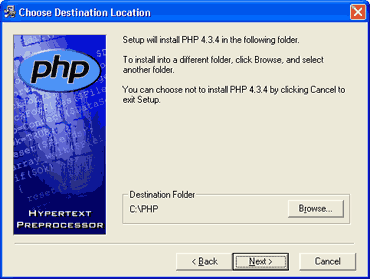 Choose Destination Location
Setup will install PHP 4.3.4 in the following folder.
To install into a different folder, click Browse, and select
another folder.
You can choose not to install PHP 4.3.4 by clicking Cancel to
exit Setup.
php
HYPERTEXT
PREPROCESSOR
Destination Folder
C:\PHP
Browse...
< Back
Next >
Cancel